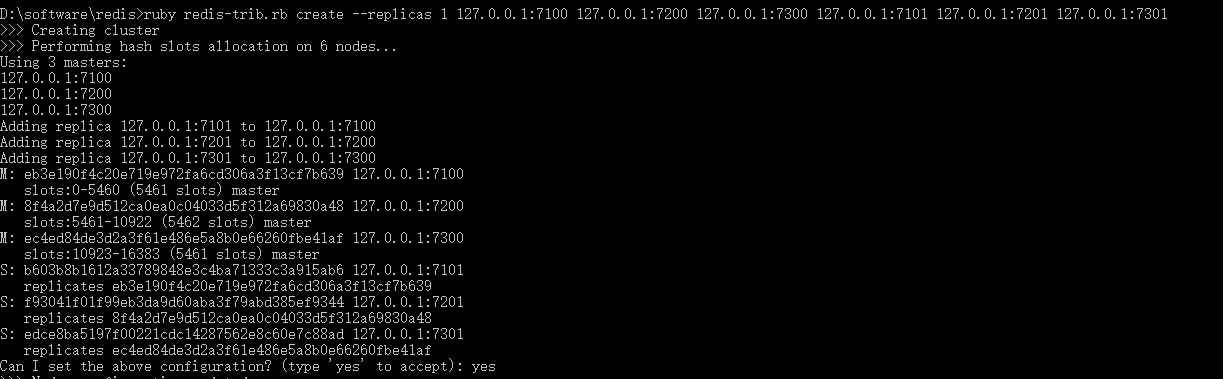 D:\software\redis>ruby redis-trib.rb create --replicas 1 127.0.0.1:7100 127.0.0.1:7200 127.0.0.1:7300 127.0.0.1:7101 127.0.0.1:7201 127.0.0.1:7301
>>> Creating cluster
>>> Performing hash slots allocation on 6 nodes...
Using 3 masters:
127.0.0.1:7100
127.0.0.1:7200
127.0.0.1:7300
Adding replica 127.0.0.1:7101 to 127.0.0.1:7100
Adding replica 127.0.0.1:7201 to 127.0.0.1:7200
Adding replica 127.0.0.1:7301 to 127.0.0.1:7300
M: eb3e190f4c20e719e972fa6cd306a3f13cf7b639 127.0.0.1:7100
   slots:0-5460 (5461 slots) master
M: 8f4a2d7e9d512ca0ea0c04033d5f312a69830a48 127.0.0.1:7200
   slots:5461-10922 (5462 slots) master
M: ec4ed84de3d2a3f61e486e5a8b0e66260fbe41af 127.0.0.1:7300
   slots:10923-16383 (5461 slots) master
S: b603b8b1612a33789848e3c4ba71333c3a915ab6 127.0.0.1:7101
   replicates eb3e190f4c20e719e972fa6cd306a3f13cf7b639
S: f93041f01f99eb3da9d60aba3f79abd385ef9344 127.0.0.1:7201
   replicates 8f4a2d7e9d512ca0ea0c04033d5f312a69830a48
S: edce8ba5197f00221cdc14287562e8c60e7c88ad 127.0.0.1:7301
   replicates ec4ed84de3d2a3f61e486e5a8b0e66260fbe41af
Can I set the above configuration? (type 'yes' to accept): yes